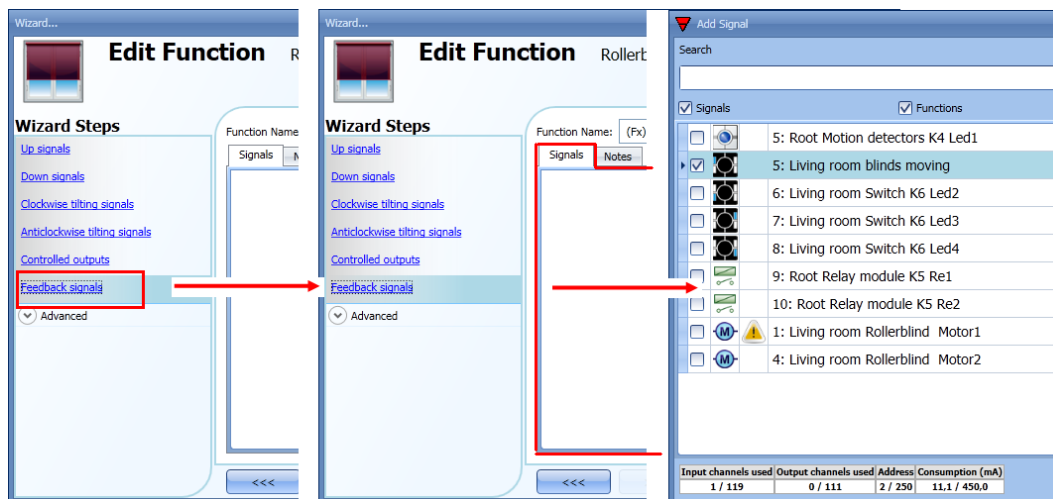 Wizard...
Edit Function R
Wizard Steps
Up signals
Down signals
Clockwise tilting signals
Anticlockwise tilting signals
Controlled outputs
Feedback signals
Advanced
Function Name
Signals N
<<<
Wizard...
Edit Function Rollerb
Wizard Steps
Up signals
Down signals
Clockwise tilting signals
Anticlockwise tilting signals
Controlled outputs
Feedback signals
Advanced
Function Name: (Fx)
Signals Notes
<<<
Add Signal
Search
Signals Functions
5: Root Motion detectors K4 Led1
5: Living room blinds moving
6: Living room Switch K6 Led2
7: Living room Switch K6 Led3
8: Living room Switch K6 Led4
9: Root Relay module K5 Re1
10: Root Relay module K5 Re2
M 1: Living room Rollerblind Motor1
M 4: Living room Rollerblind Motor2
Input channels used Output channels used Address Consumption (mA)
1 / 119 0 / 111 2 / 250 11,1 / 450,0